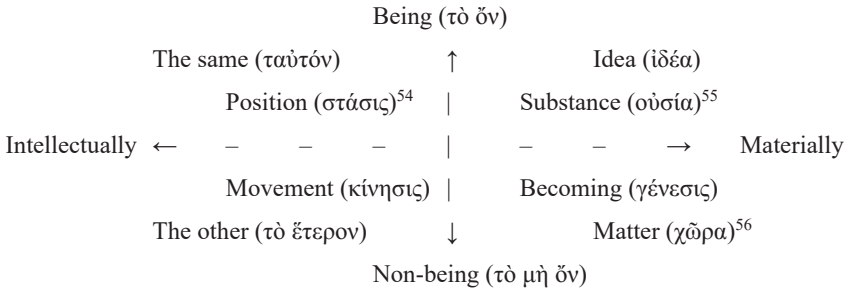 Being (τὸ ὄν)
The same (ταὐτόν) ↑ Idea (ἰδέα)
Position (στάσις)54 | Substance (οὐσία)55
Intellectually ← – – – | – – → Materially
Movement (κίνησις) | Becoming (γένεσις)
The other (τὸ ἕτερον) ↓ Matter (χῶρα)56
Non-being (τὸ μὴ ὄν)